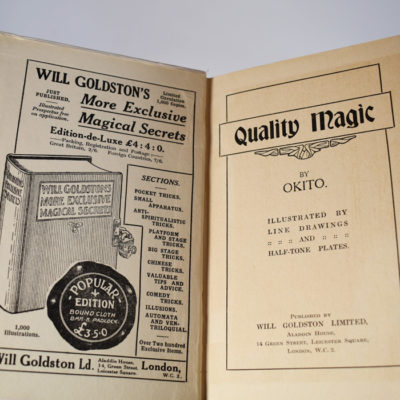 WILL GOLDSTON'S
JUST PUBLISHED.
Illustrated Prospectus free on application.
Limited Circulation 1,000 Copies.
More Exclusive
Magical Secrets
Edition-de-Luxe £4:4:0.
Packing, Registration and Postage—
Great Britain, 2/6. Foreign Countries, 7/6.
WILL GOLDSTON'S
MORE EXCLUSIVE
MAGICAL SECRETS
SECTIONS.
POCKET TRICKS.
SMALL APPARATUS.
ANTI-SPIRITUALISTIC TRICKS.
PLATFORM AND STAGE TRICKS.
BIG STAGE TRICKS.
CHINESE TRICKS.
VALUABLE TIPS AND ADVICE.
COMEDY TRICKS.
ILLUSIONS.
AUTOMATA AND VENTRILOQUIAL.
Over Two hundred Exclusive Items.
POPULAR
EDITION
BOUND CLOTH
BAR & PADLOCK
£3·5·0
1,000
Illustrations.
Will Goldston Ld.
Aladdin House,
14, Green Street,
Leicester Square.
London,
W.C. 2.
Quality Magic
BY
OKITO.
ILLUSTRATED BY
LINE DRAWINGS
" " " AND " " "
HALF-TONE PLATES.
PUBLISHED BY
WILL GOLDSTON LIMITED,
ALADDIN HOUSE,
14 GREEN STREET, LEICESTER SQUARE,
LONDON, W.C. 2.